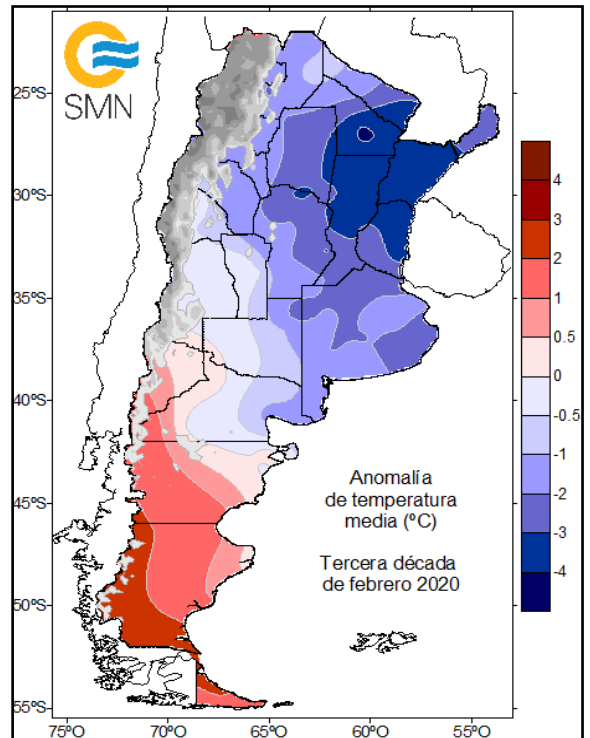 SMN
25ºS
30ºS
35ºS
40ºS
45ºS
50ºS
55ºS
75ºO 70ºO 65ºO 60ºO 55ºO
Anomalía
de temperatura
media (ºC)
Tercera década
de febrero 2020
4
3
2
1
0.5
0
-0.5
-1
-2
-3
-4